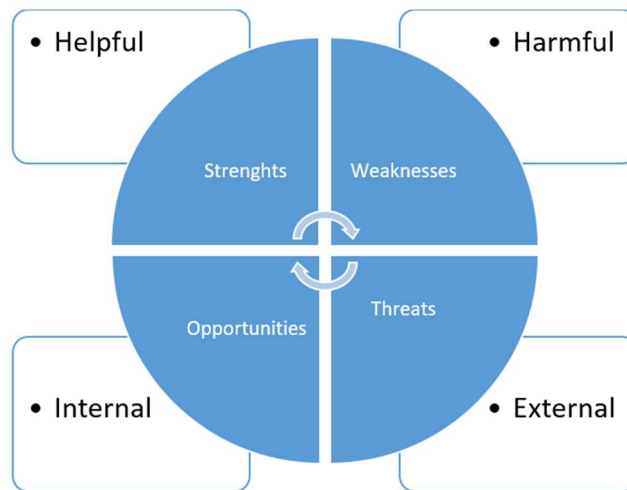 • Helpful
• Harmful
Strenghts
Weaknesses
Opportunities
Threats
• Internal
• External